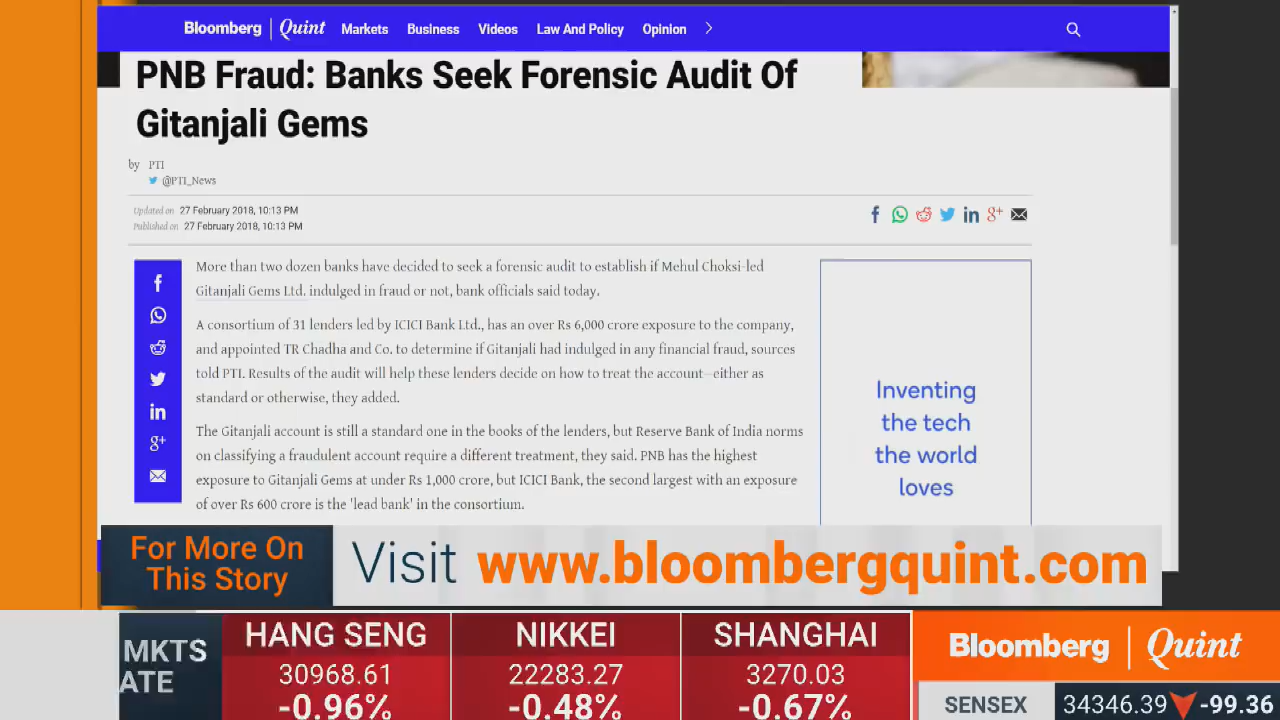 Bloomberg | Quint Markets Business Videos Law And Policy Opinion
PNB Fraud: Banks Seek Forensic Audit Of
Gitanjali Gems
by PTI
@PTI_News
Updated on 27 February 2018, 10:13 PM
Published on 27 February 2018, 10:13 PM
More than two dozen banks have decided to seek a forensic audit to establish if Mehul Choksi-led
Gitanjali Gems Ltd. indulged in fraud or not, bank officials said today.
A consortium of 31 lenders led by ICICI Bank Ltd., has an over Rs 6,000 crore exposure to the company,
and appointed TR Chadha and Co. to determine if Gitanjali had indulged in any financial fraud, sources
told PTI. Results of the audit will help these lenders decide on how to treat the account—either as
standard or otherwise, they added.
The Gitanjali account is still a standard one in the books of the lenders, but Reserve Bank of India norms
on classifying a fraudulent account require a different treatment, they said. PNB has the highest
exposure to Gitanjali Gems at under Rs 1,000 crore, but ICICI Bank, the second largest with an exposure
of over Rs 600 crore is the 'lead bank' in the consortium.
Inventing
the tech
the world
loves
For More On
This Story
Visit www.bloombergquint.com
MKTS
ATE
HANG SENG
30968.61
-0.96%
NIKKEI
22283.27
-0.48%
SHANGHAI
3270.03
-0.67%
Bloomberg | Quint
SENSEX 34346.39 -99.36